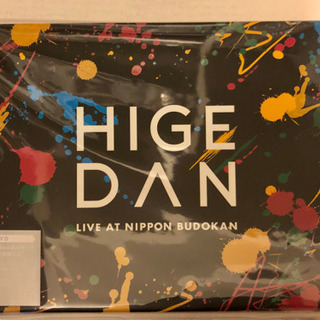 HIGE
DAN
LIVE AT NIPPON BUDOKAN